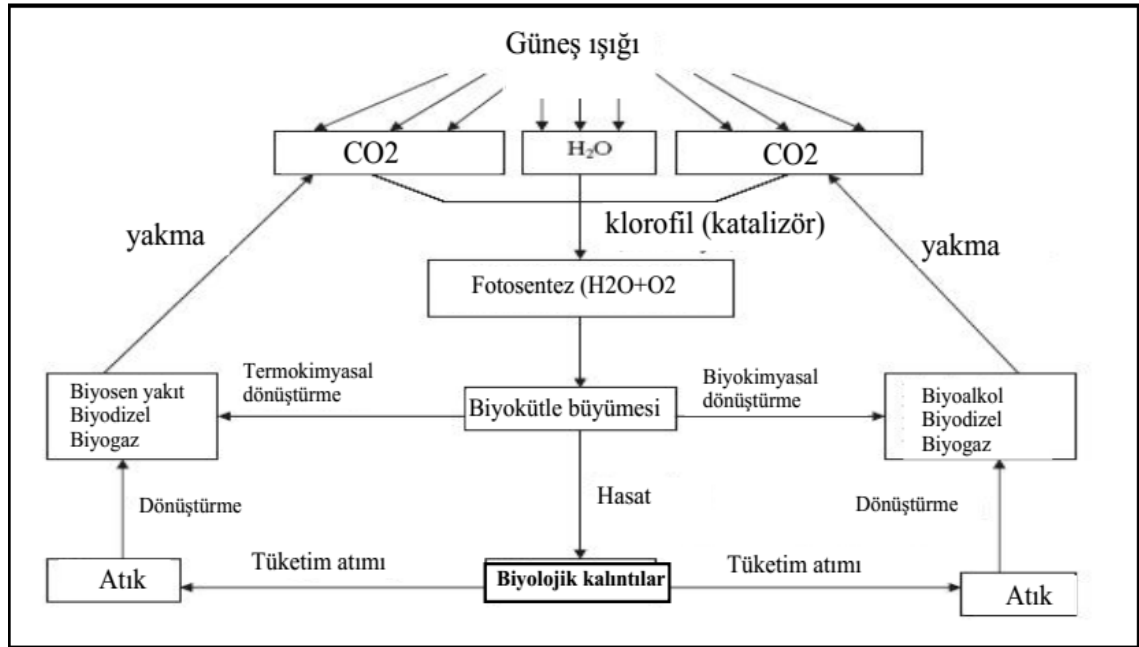 Güneş ışığı
CO2
H₂O
CO2
klorofil (katalizör)
yakma
yakma
Fotosentez (H2O+O2
Termokimyasal
dönüştürme
Biyokimyasal
dönüştürme
Biyosen yakıt
Biyodizel
Biyogaz
Biyokütle büyümesi
Biyoalkol
Biyodizel
Biyogaz
Dönüştürme
Hasat
Dönüştürme
Tüketim atımı
Tüketim atımı
Atık
Biyolojik kalıntılar
Atık